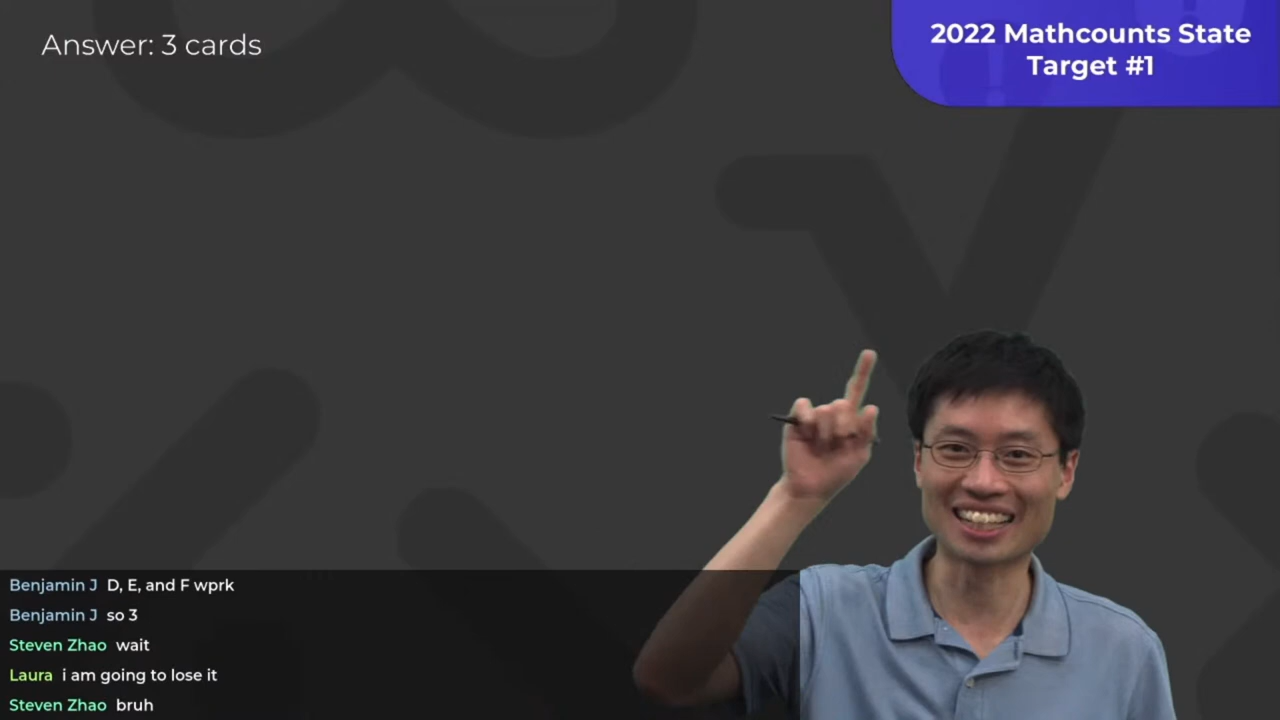 Answer: 3 cards
2022 Mathcounts State
Target #1
Benjamin J D, E, and F wprk
Benjamin J so 3
Steven Zhao wait
Laura i am going to lose it
Steven Zhao bruh